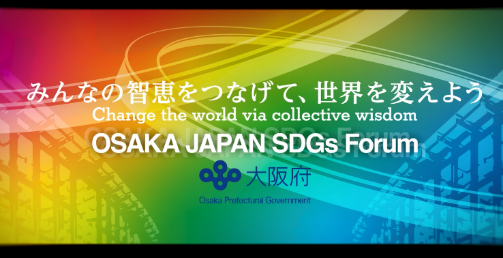 みんなの智恵をつなげて、世界を変えよう
Change the world via collective wisdom
OSAKA JAPAN SDGs Forum
大阪府
Osaka Prefectural Government